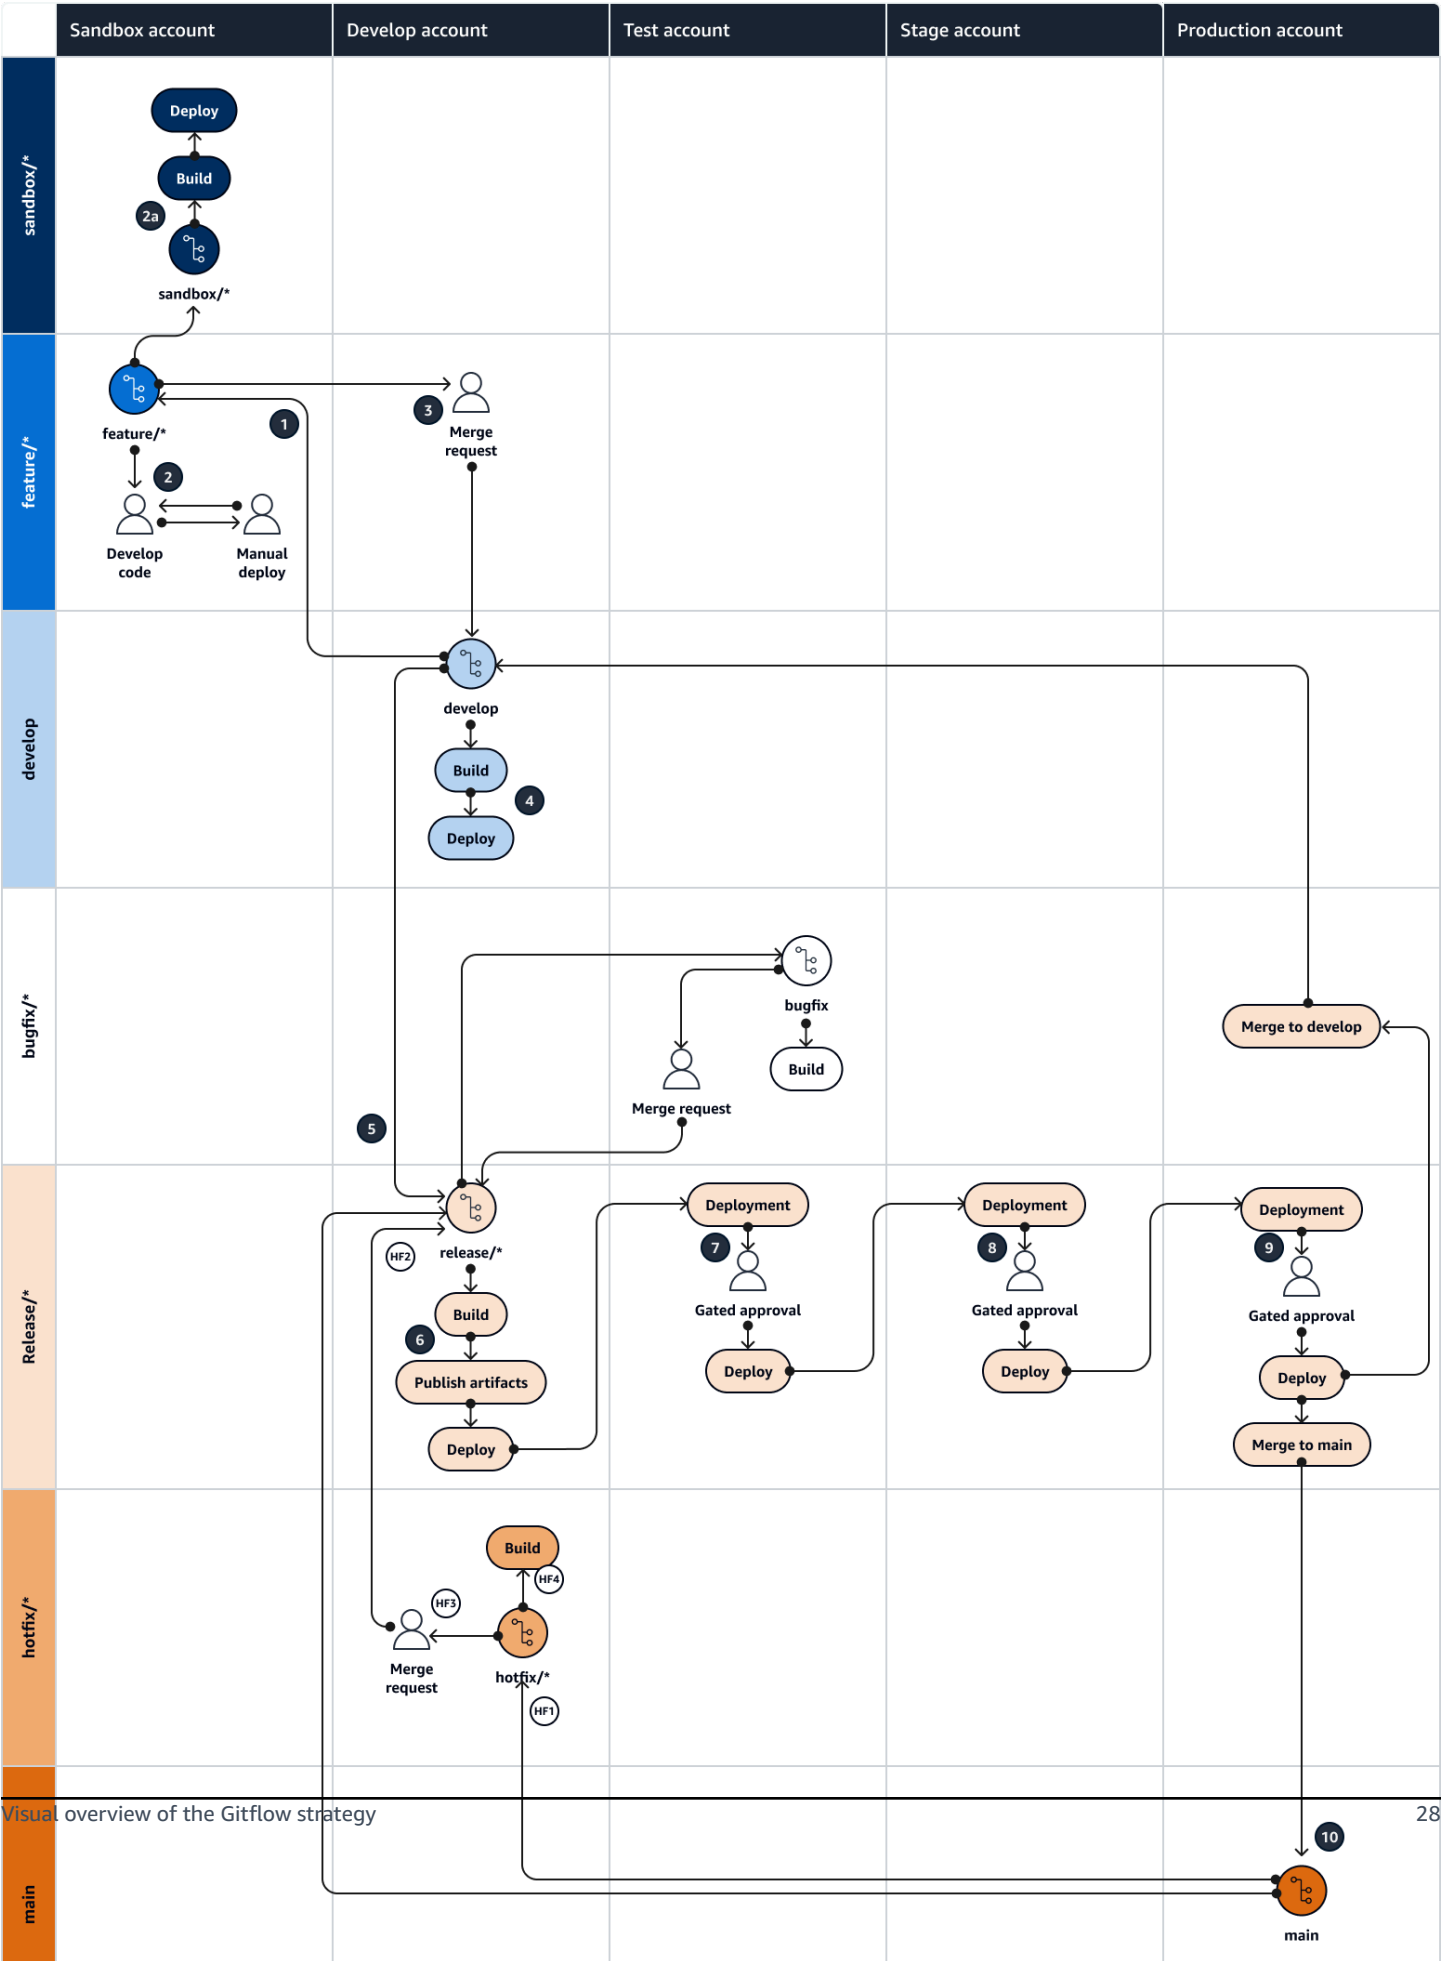 Sandbox account
Develop account
Test account
Stage account
Production account
sandbox/*
Deploy
Build
2a
sandbox/*
feature/*
feature/*
1
2
Develop
code
Manual
deploy
3
Merge
request
develop
develop
Build
4
Deploy
bugfix/*
bugfix
Build
Merge request
Merge to develop
5
Release/*
release/*
HF2
Build
6
Publish artifacts
Deploy
Deployment
7
Gated approval
Deploy
Deployment
8
Gated approval
Deploy
Deployment
9
Gated approval
Deploy
Merge to main
hotfix/*
Build
HF4
HF3
Merge
request
hotfix/*
HF1
Visual overview of the Gitflow strategy
28
main
10
main